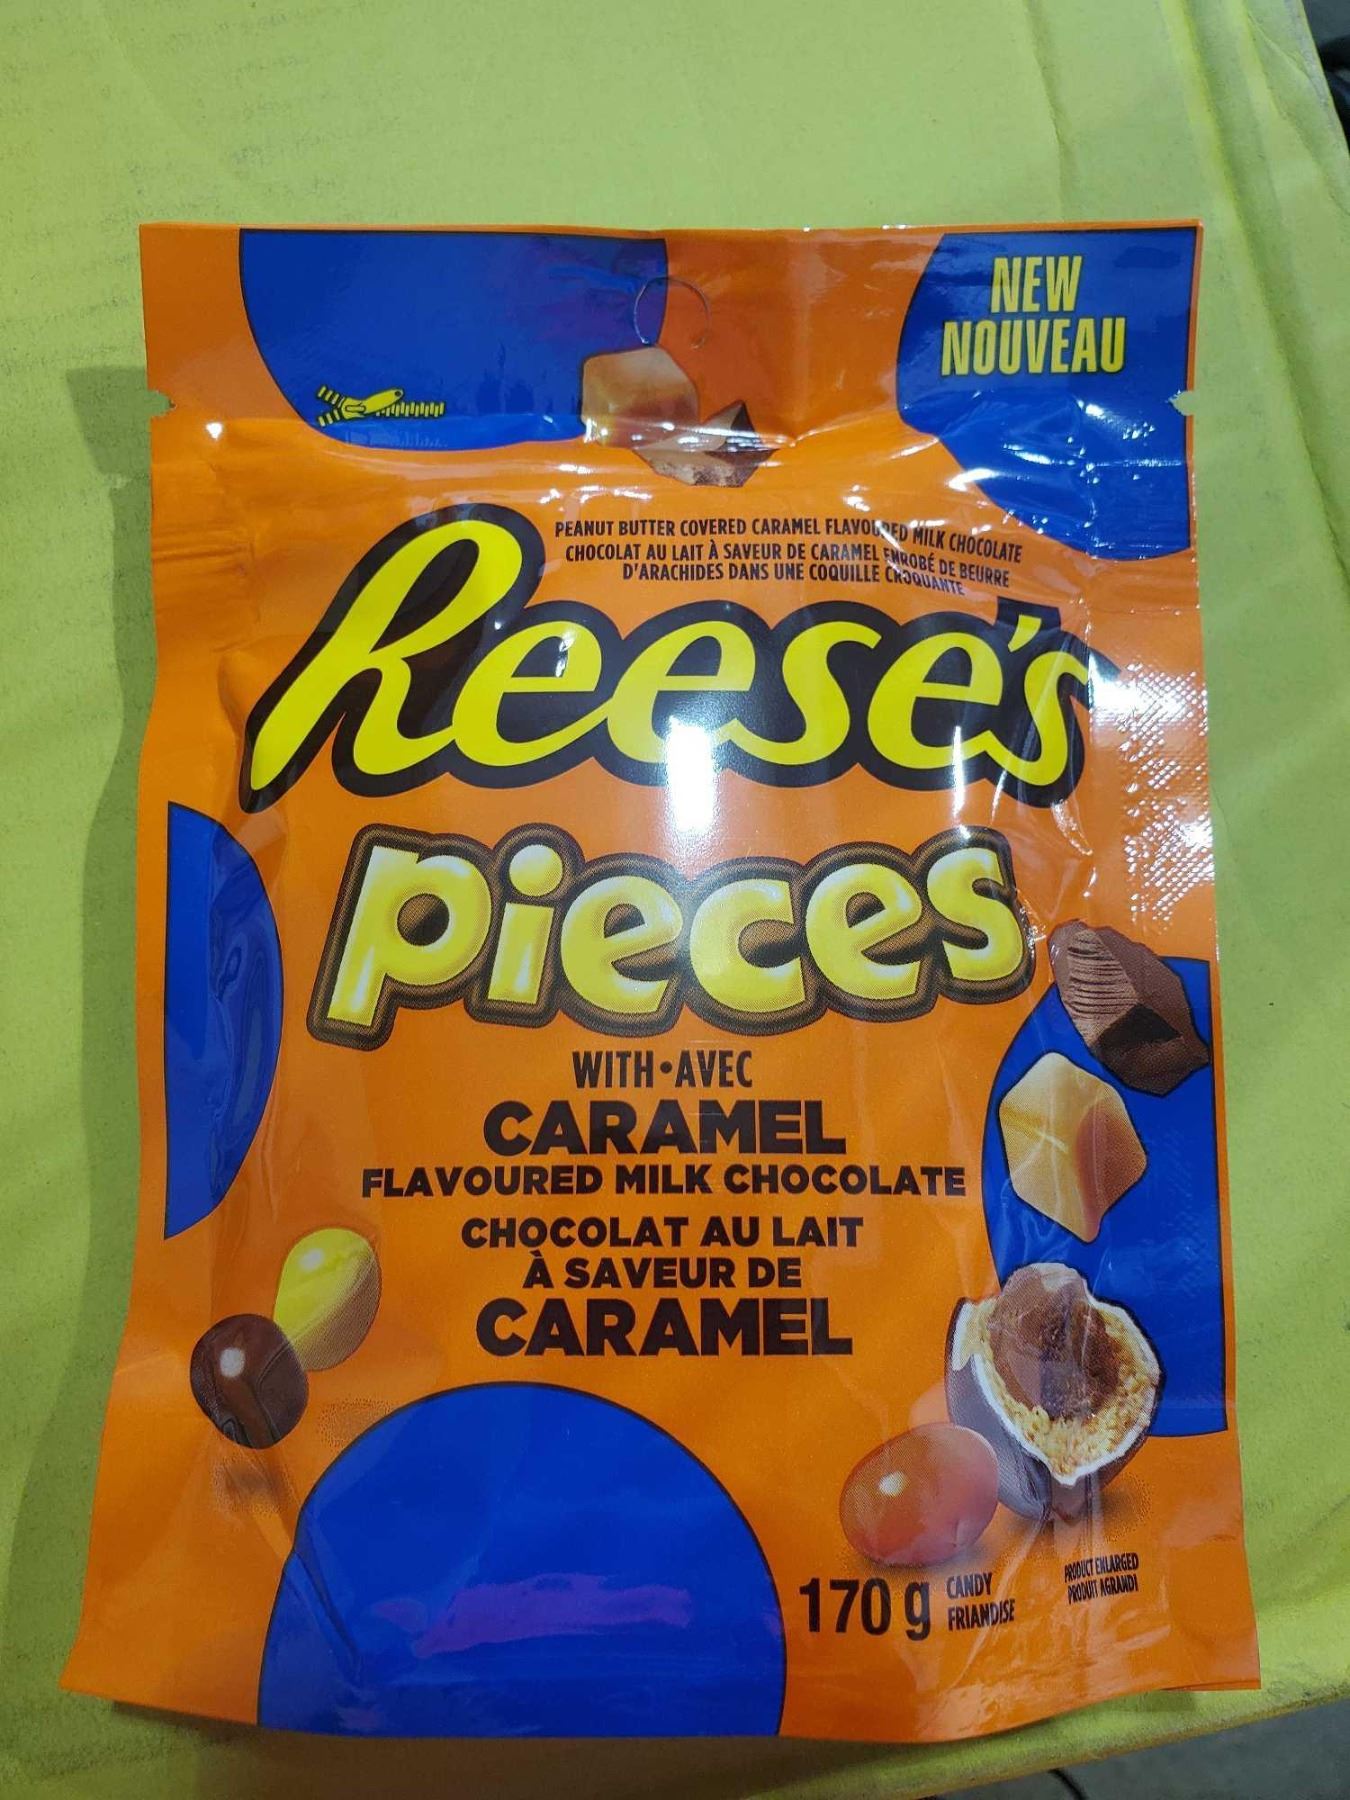 NEW
NOUVEAU
PEANUT BUTTER COVERED CARAMEL FLAVOURED MILK CHOCOLATE
CHOCOLAT AU LAIT À SAVEUR DE CARAMEL ENROBÉ DE BEURRE
D'ARACHIDES DANS UNE COQUILLE CROQUANTE
Reese's
pieces
WITH•AVEC
CARAMEL
FLAVOURED MILK CHOCOLATE
CHOCOLAT AU LAIT
À SAVEUR DE
CARAMEL
170 g
CANDY
FRIANDISE
PRODUCT ENLARGED
PRODUIT AGRANDI